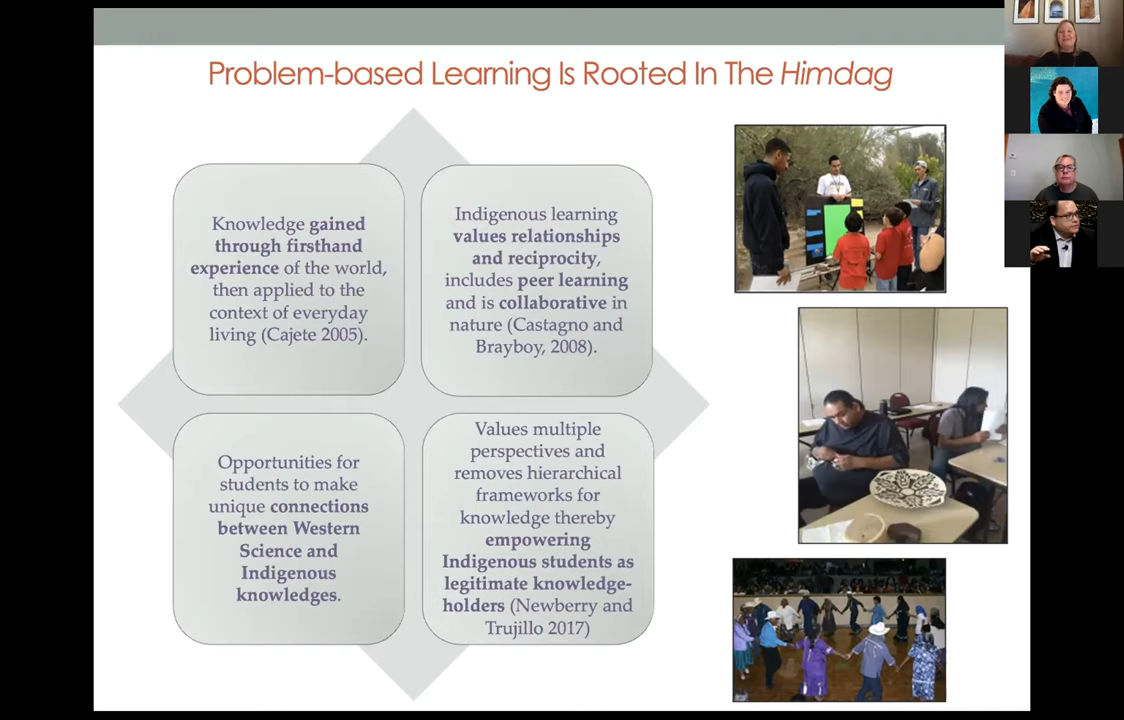 Problem-based Learning Is Rooted In The Himdag
Knowledge gained
through firsthand
experience of the world,
then applied to the
context of everyday
living (Cajete 2005).
Indigenous learning
values relationships
and reciprocity,
includes peer learning
and is collaborative in
nature (Castagno and
Brayboy, 2008).
Opportunities for
students to make
unique connections
between Western
Science and
Indigenous
knowledges.
Values multiple
perspectives and
removes hierarchical
frameworks for
knowledge thereby
empowering
Indigenous students as
legitimate knowledge-
holders (Newberry and
Trujillo 2017)